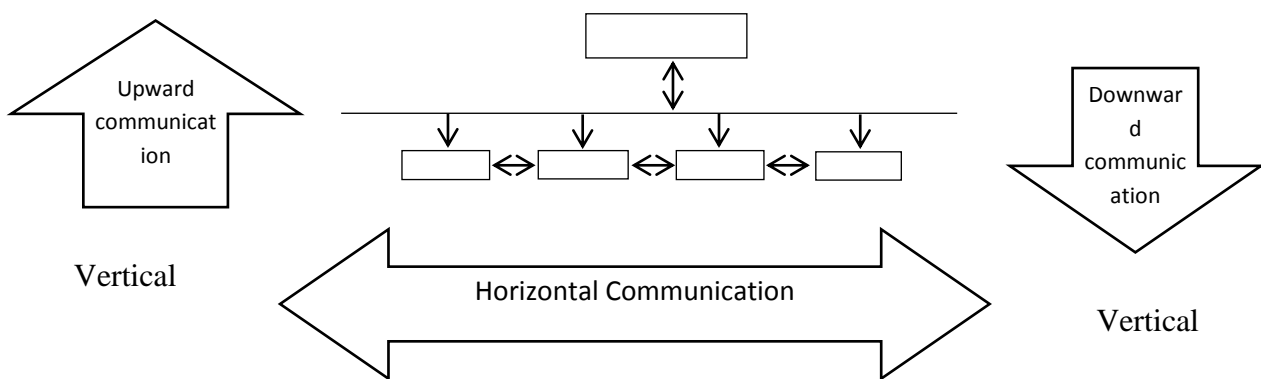 Upward
communicat
ion
Vertical
Horizontal Communication
Downwar
d
communic
ation
Vertical